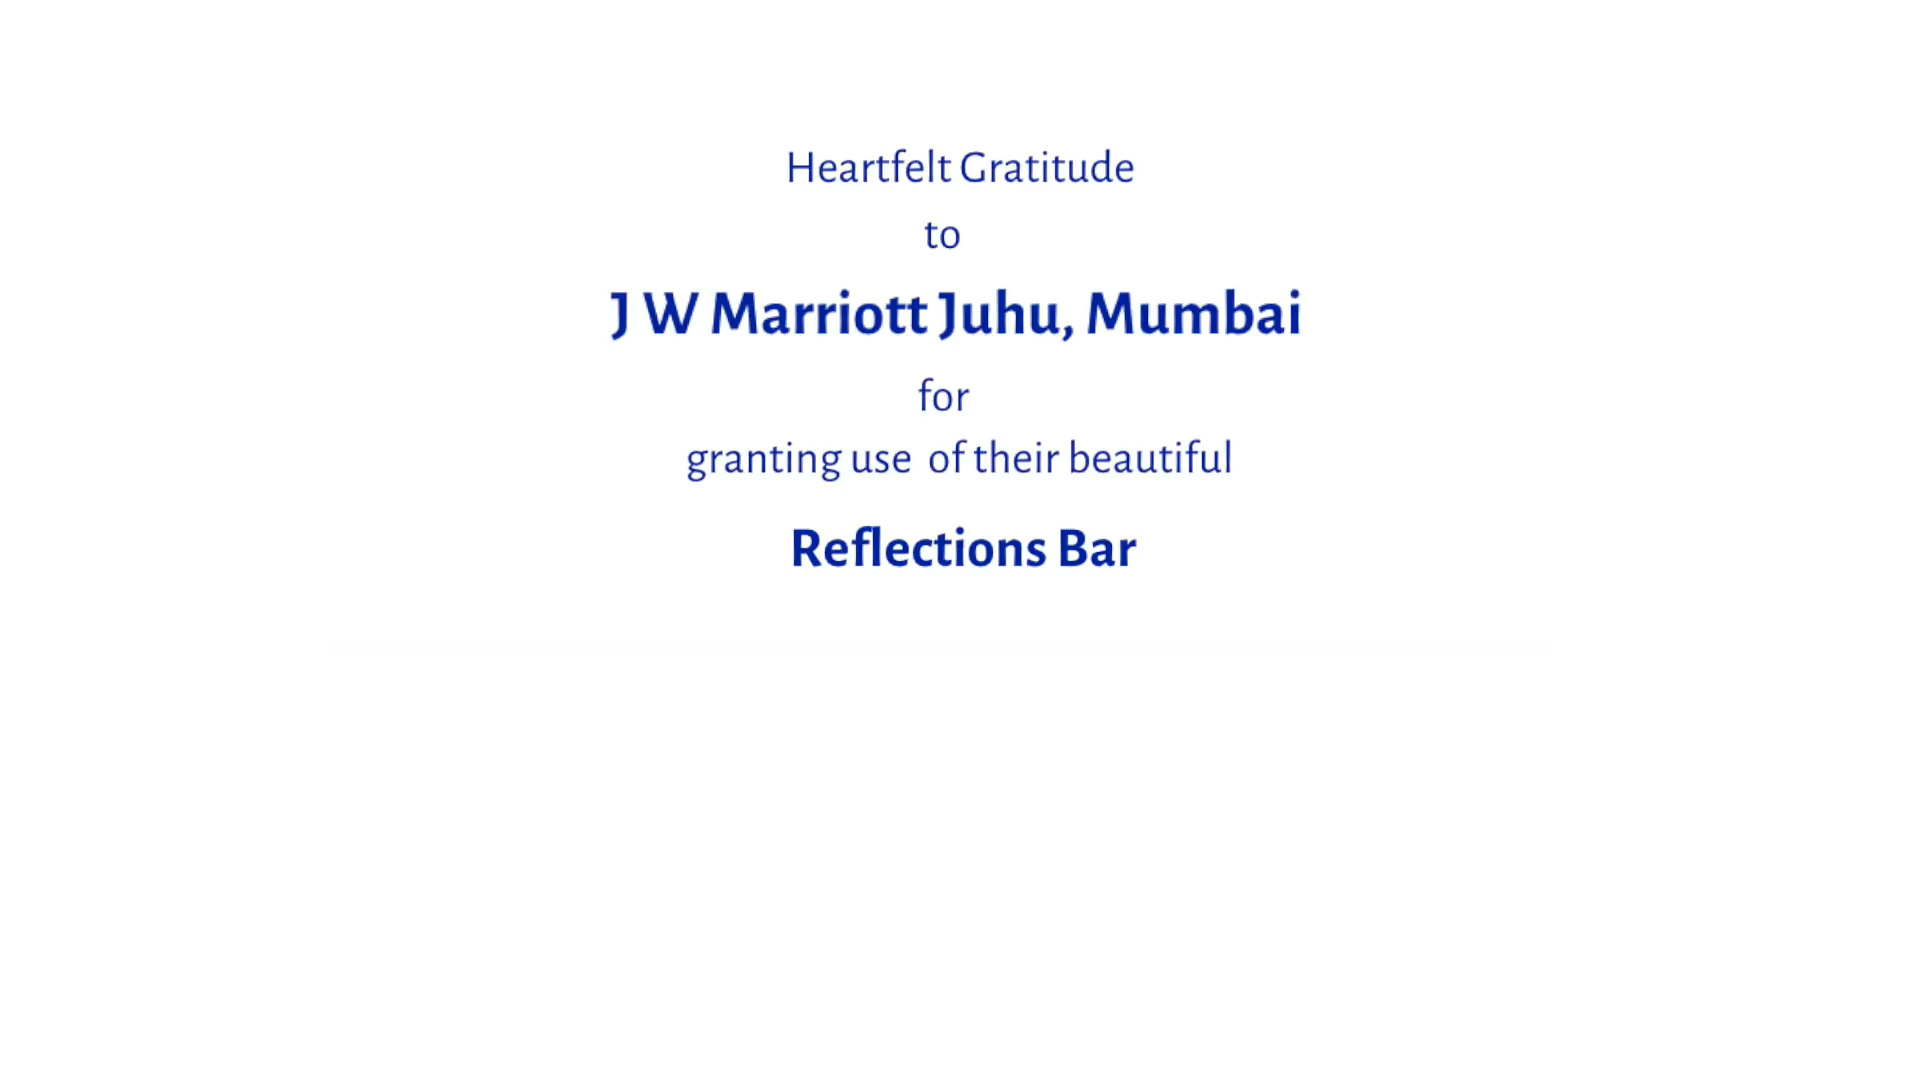 Heartfelt Gratitude
to
J W Marriott Juhu, Mumbai
for
granting use of their beautiful
Reflections Bar